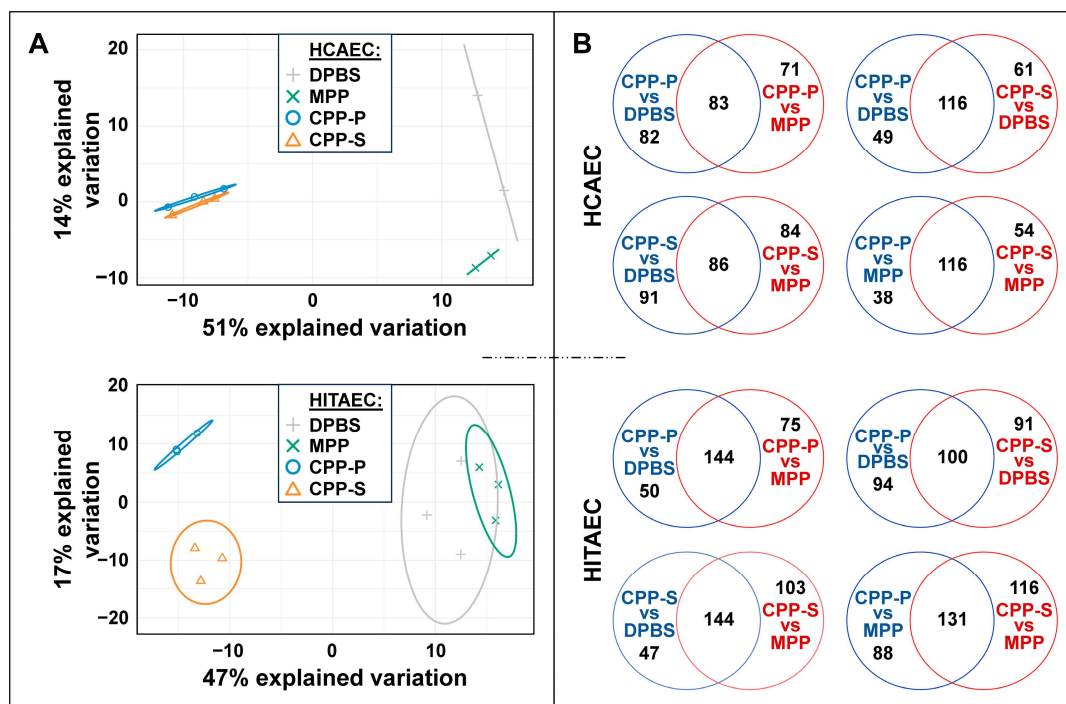 A
20
10
0
−10
14% explained
variation
HCAEC:
DPBS
MPP
CPP-P
CPP-S
−10
0
10
51% explained variation
20
10
0
−10
−20
17% explained
variation
HITAEC:
DPBS
MPP
CPP-P
CPP-S
−10
0
10
47% explained variation
B
HCAEC
CPP-P
vs
DPBS
82
83
71
CPP-P
vs
MPP
CPP-P
vs
DPBS
49
116
61
CPP-S
vs
DPBS
CPP-S
vs
DPBS
91
86
84
CPP-S
vs
MPP
CPP-P
vs
MPP
38
116
54
CPP-S
vs
MPP
HITAEC
CPP-P
vs
DPBS
50
144
75
CPP-P
vs
MPP
CPP-P
vs
DPBS
94
100
91
CPP-S
vs
DPBS
CPP-S
vs
DPBS
47
144
103
CPP-S
vs
MPP
CPP-P
vs
MPP
88
131
116
CPP-S
vs
MPP